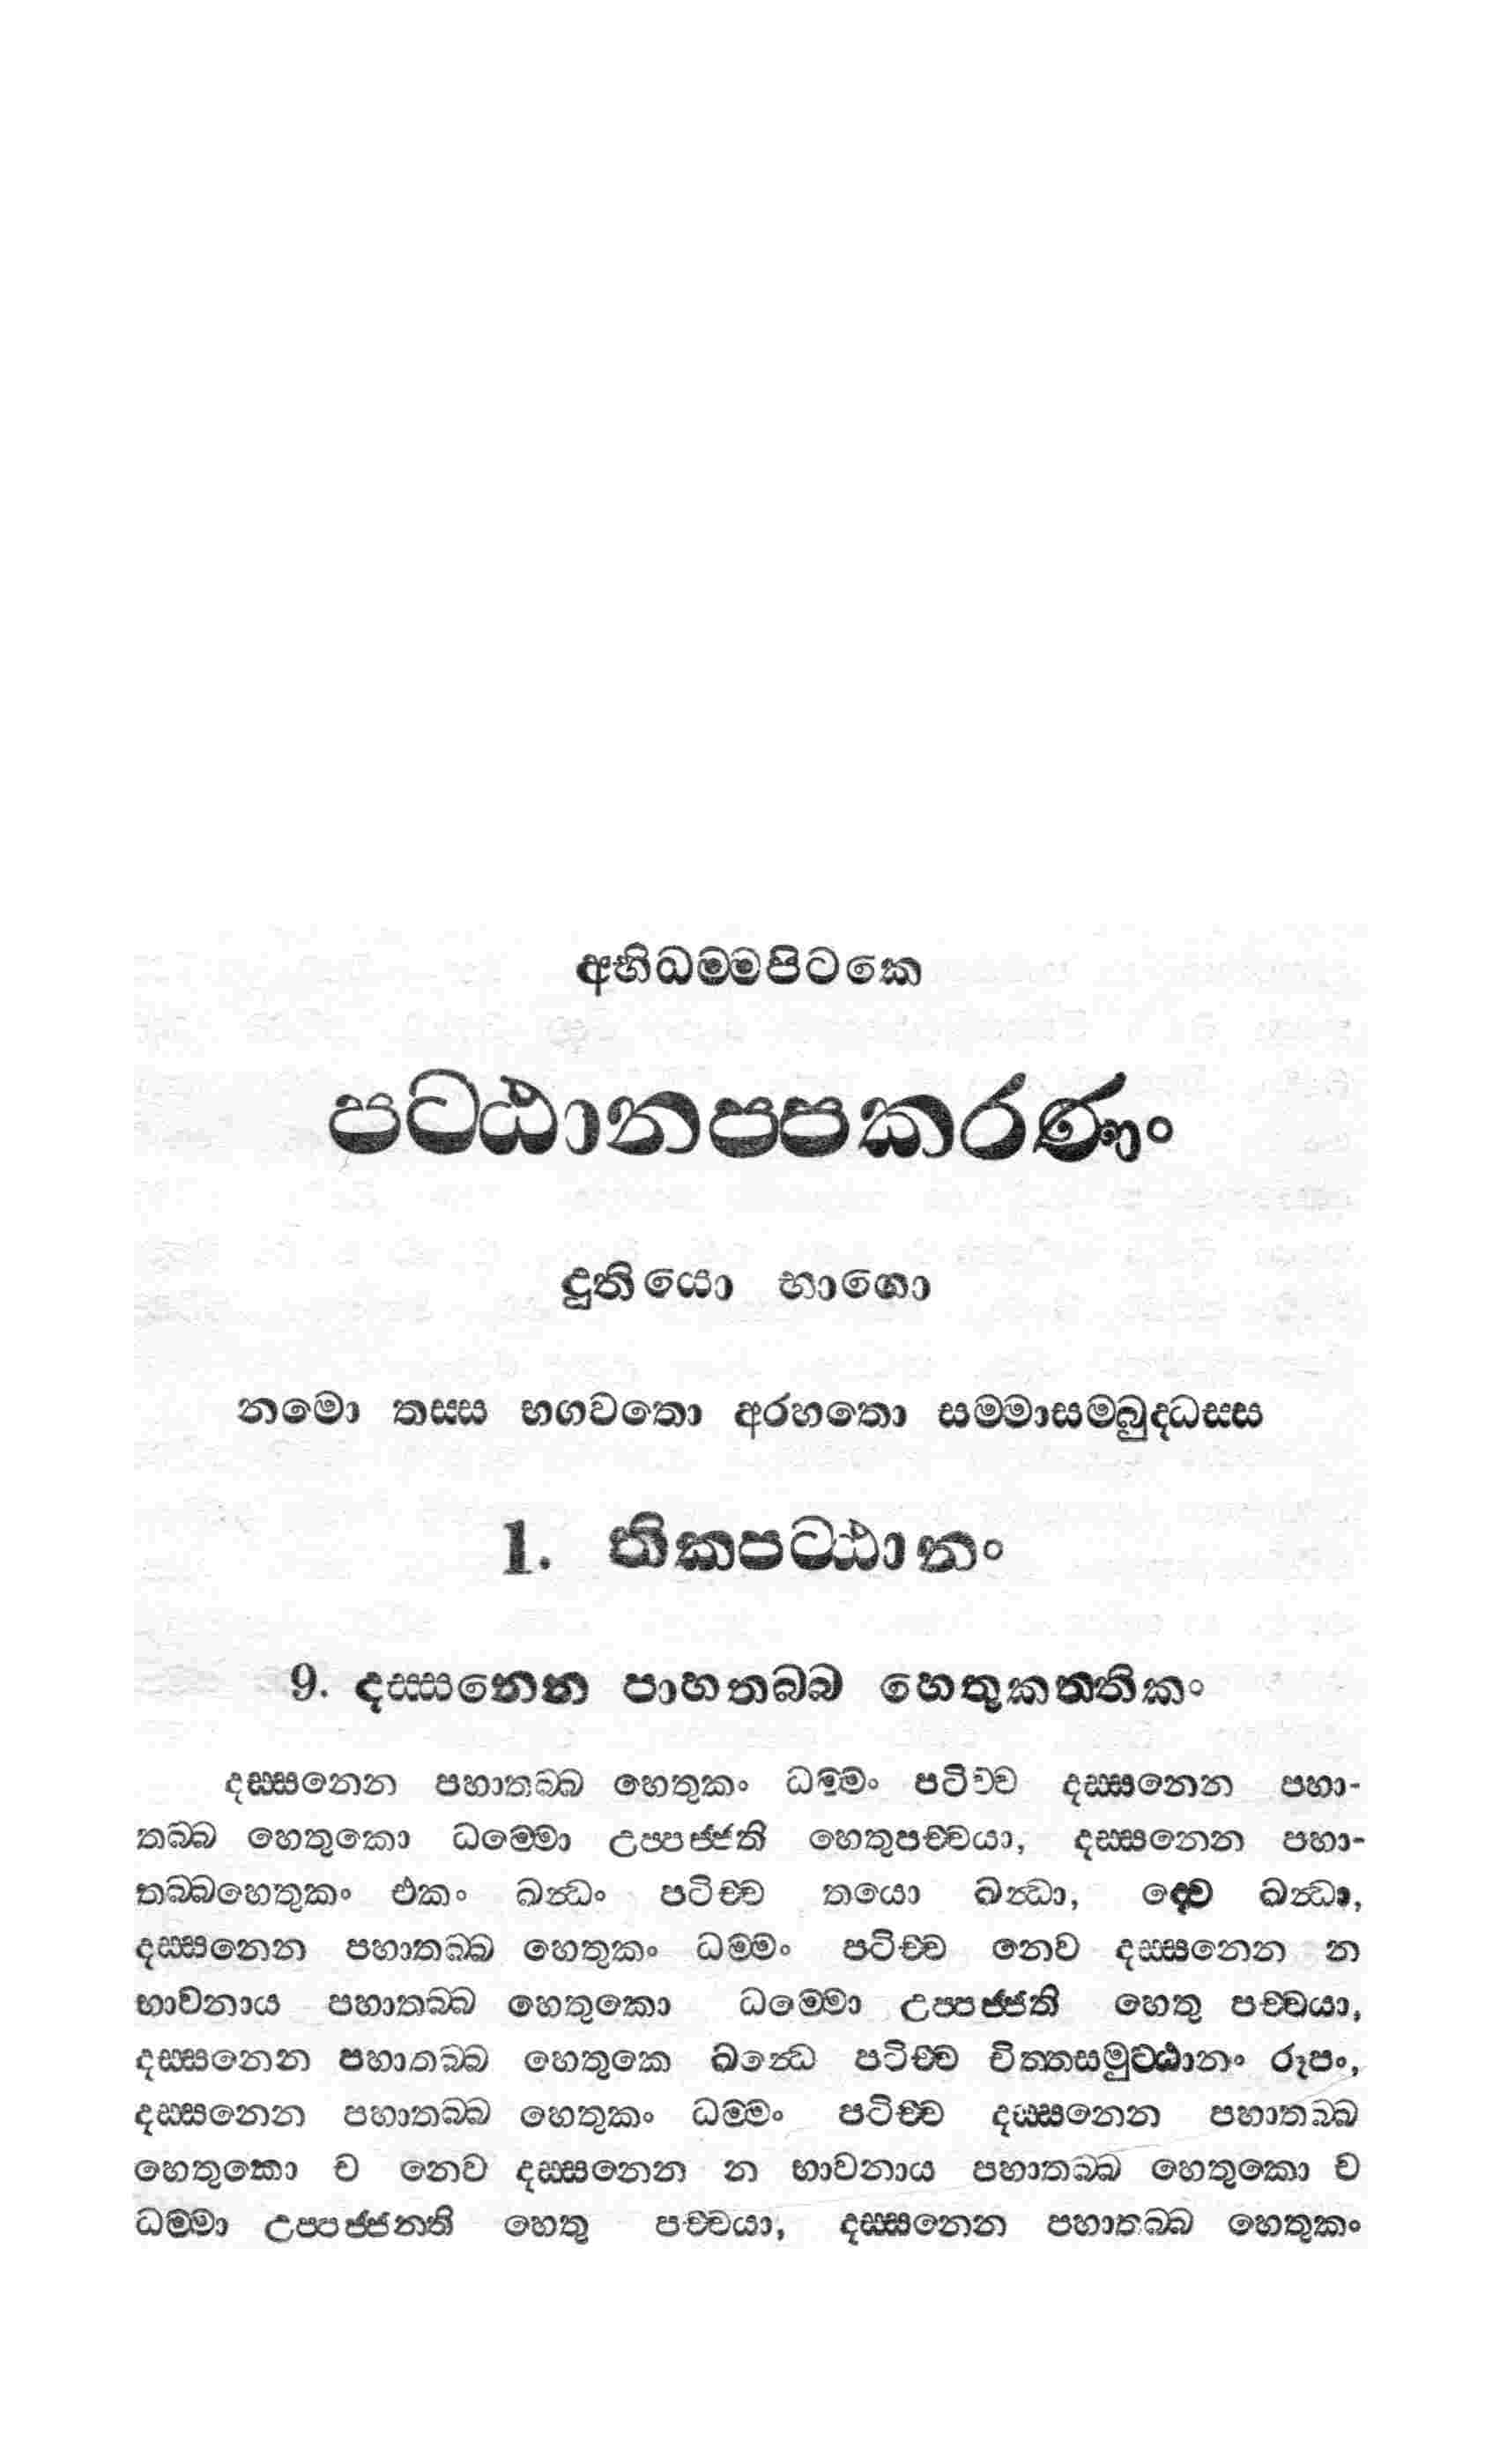 අභිධම්මපිටකෙ
පට්ඨානප්පකරණං
දුතියො භාගො
නමො තස්ස භගවතො අරහතො සම්මාසම්බුද්ධස්ස
1. තිකපට්ඨානං
9. දස්සනෙන පාහතබ්බ හෙතුකත්තිකං
දස්සනෙන පහාතබ්බ හෙතුකං ධම්මං පටිච්ච දස්සනෙන පහා-
තබ්බ හෙතුකො ධම්මො උප්පජ්ජති හෙතුපච්චයා, දස්සනෙන පහා-
තබ්බහෙතුකං එකං ඛන්ධං පටිච්ච තයො ඛන්ධා, ද්වෙ ඛන්ධා,
දස්සනෙන පහාතබ්බ හෙතුකං ධම්මං පටිච්ච නෙව දස්සනෙන න
භාවනාය පහාතබ්බ හෙතුකො ධම්මො උප්පජ්ජති හෙතු පච්චයා,
දස්සනෙන පහාතබ්බ හෙතුකෙ ඛන්ධෙ පටිච්ච චිත්තසමුට්ඨානං රූපං,
දස්සනෙන පහාතබ්බ හෙතුකං ධම්මං පටිච්ච දස්සනෙන පහාතබ්බ
හෙතුකො ච නෙව දස්සනෙන න භාවනාය පහාතබ්බ හෙතුකො ච
ධම්මා උප්පජ්ජන්ති හෙතු පච්චයා, දස්සනෙන පහාතබ්බ හෙතුකං